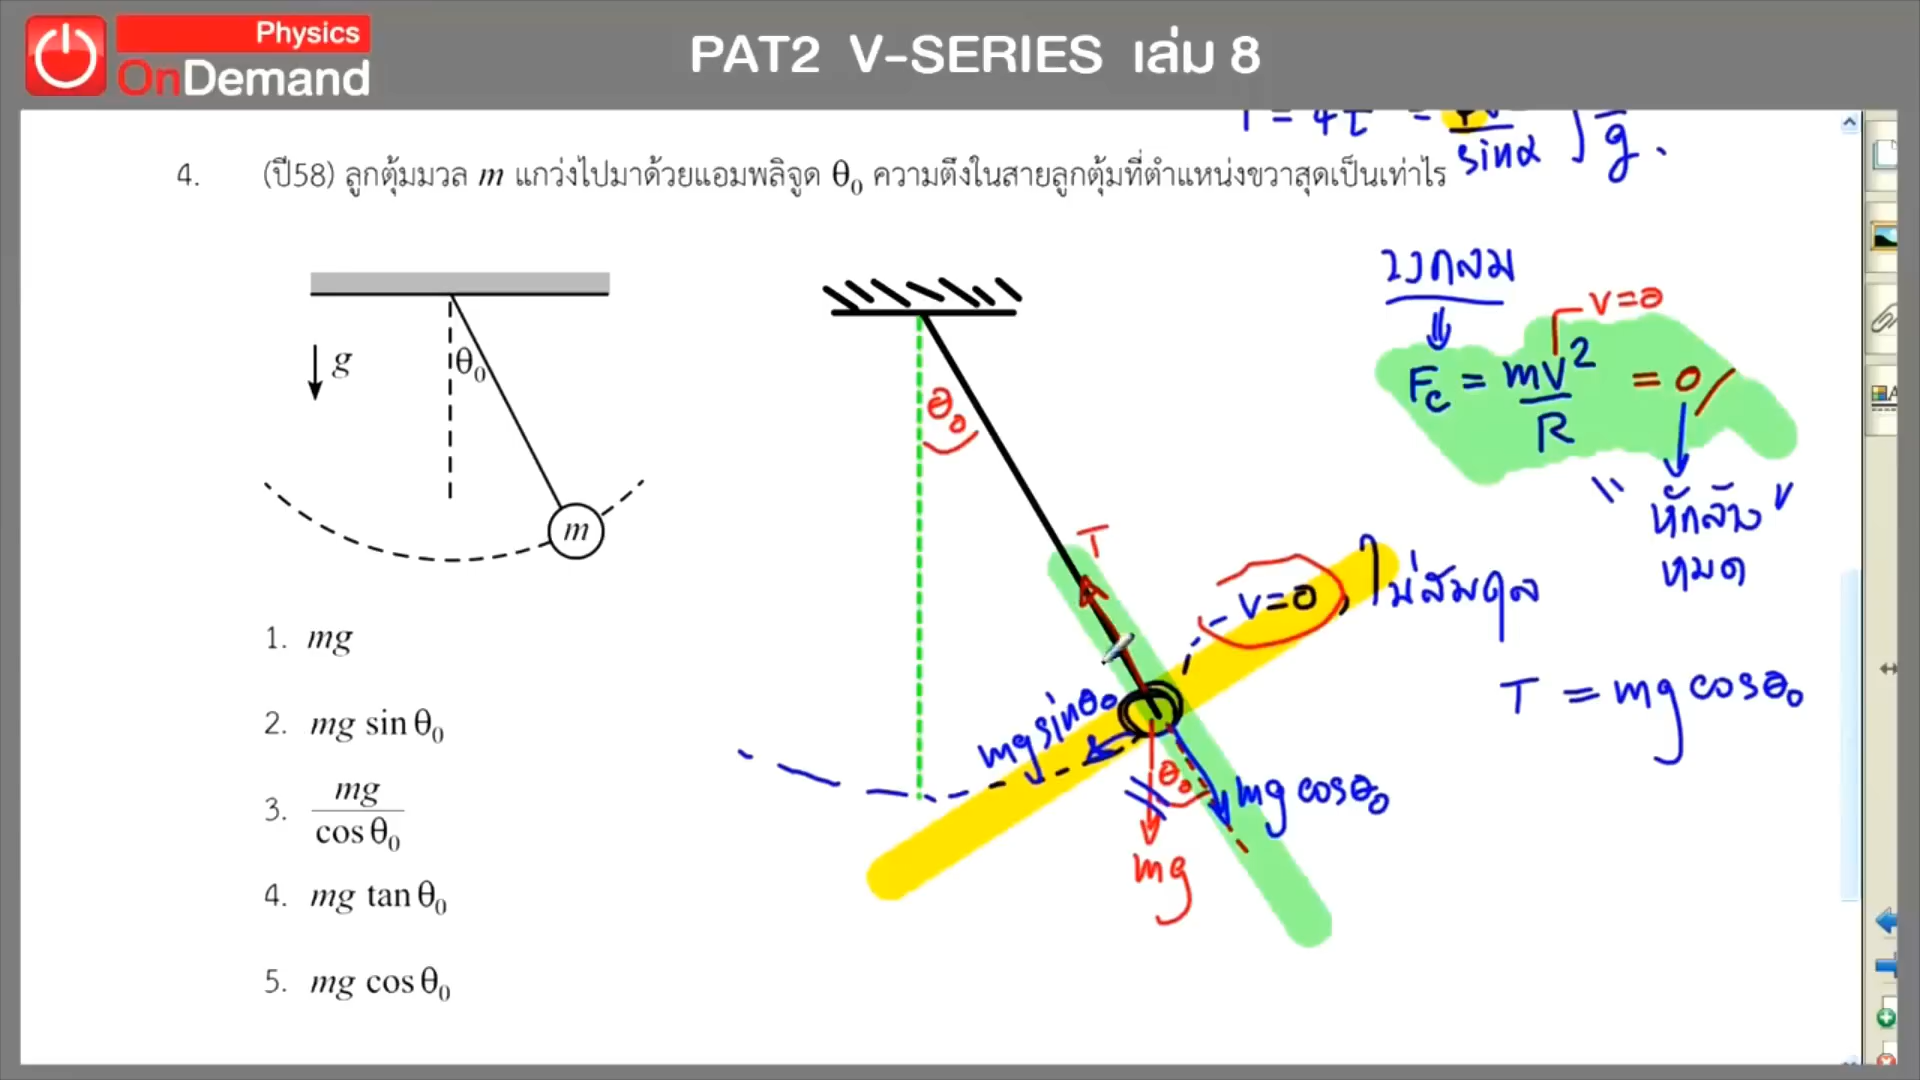 Physics
OnDemand
PAT2 V-SERIES เล่ม 8
sinα g .
4. (ปี58) ลูกตุ้มมวล m แกว่งไปมาด้วยแอมพลิจูด θ₀ ความตึงในสายลูกตุ้มที่ตำแหน่งขวาสุดเป็นเท่าไร
g
θ₀
m
1. mg
2. mg sin θ₀
3. mg / cos θ₀
4. mg tan θ₀
5. mg cos θ₀
θ₀
T
v=0, ไม่สมดุล
mg sinθ₀
θ₀
mg cosθ₀
mg
วงกลม
v=0
Fc = mv² / R = 0
"หักล้าง"
หมด
T = mg cosθ₀